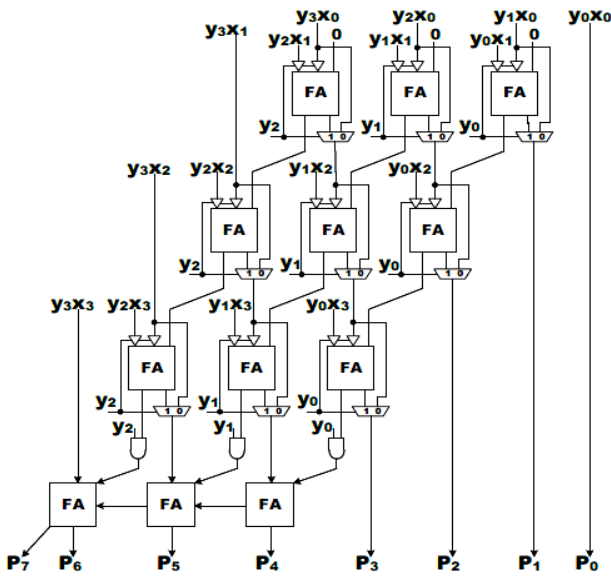 y₃x₀ y₂x₀ y₁x₀ y₀x₀
y₃x₁ y₂x₁ 0 y₁x₁ 0 y₀x₁ 0
FA FA FA
y₂ 1 0 y₁ 1 0 y₀ 1 0
y₃x₂ y₂x₂ y₁x₂ y₀x₂
FA FA FA
y₂ 1 0 y₁ 1 0 y₀ 1 0
y₃x₃ y₂x₃ y₁x₃ y₀x₃
FA FA FA
y₂ 1 0 y₁ 1 0 y₀ 1 0
y₂ y₁ y₀
FA FA FA
P₇ P₆ P₅ P₄ P₃ P₂ P₁ P₀